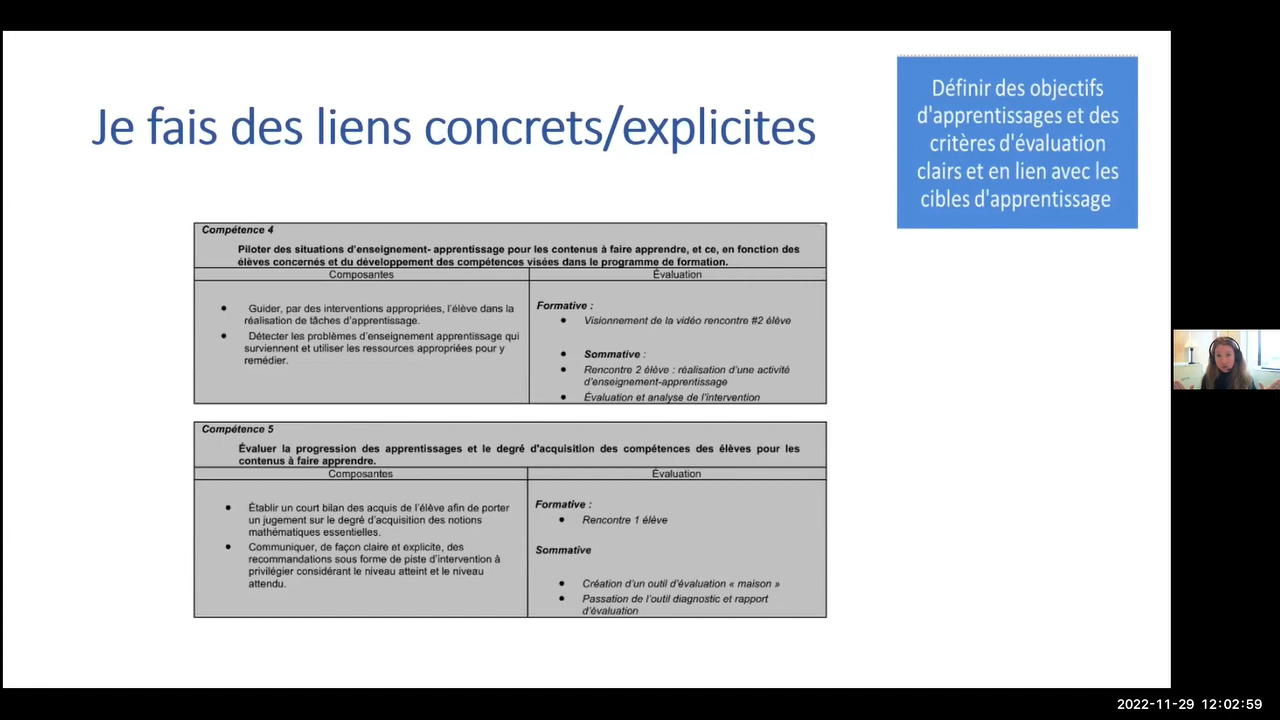 Je fais des liens concrets/explicites
Définir des objectifs
d'apprentissages et des
critères d'évaluation
clairs et en lien avec les
cibles d'apprentissage
Compétence 4
Piloter des situations d'enseignement- apprentissage pour les contenus à faire apprendre, et ce, en fonction des
élèves concernés et du développement des compétences visées dans le programme de formation.
Composantes
Évaluation
• Guider, par des interventions appropriées, l'élève dans la
réalisation de tâches d'apprentissage.
• Détecter les problèmes d'enseignement apprentissage qui
surviennent et utiliser les ressources appropriées pour y
remédier.
Formative :
• Visionnement de la vidéo rencontre #2 élève
• Sommative :
• Rencontre 2 élève : réalisation d'une activité
d'enseignement-apprentissage
• Évaluation et analyse de l'intervention
Compétence 5
Évaluer la progression des apprentissages et le degré d'acquisition des compétences des élèves pour les
contenus à faire apprendre.
Composantes
Évaluation
• Établir un court bilan des acquis de l'élève afin de porter
un jugement sur le degré d'acquisition des notions
mathématiques essentielles.
• Communiquer, de façon claire et explicite, des
recommandations sous forme de piste d'intervention à
privilégier considérant le niveau atteint et le niveau
attendu.
Formative :
• Rencontre 1 élève
Sommative
• Création d'un outil d'évaluation « maison »
• Passation de l'outil diagnostic et rapport
d'évaluation
2022-11-29 12:02:59